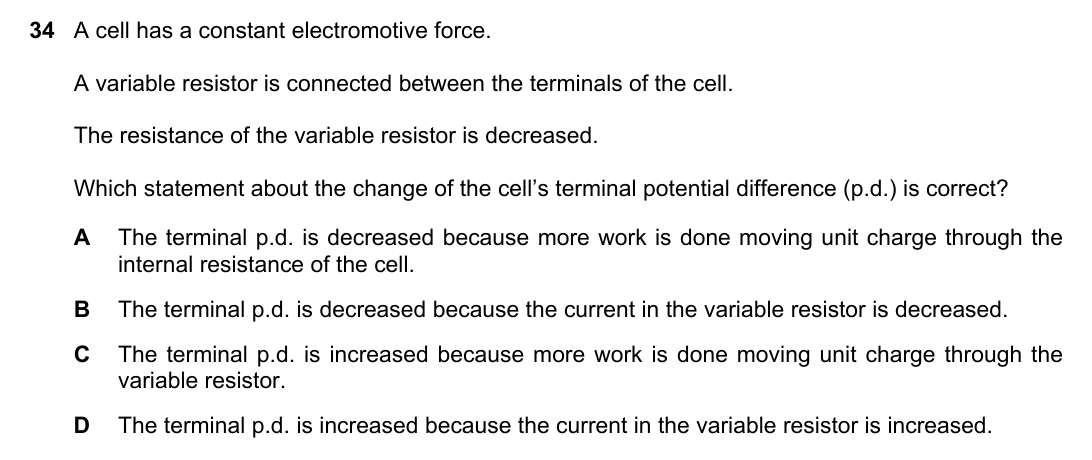 34 A cell has a constant electromotive force.
A variable resistor is connected between the terminals of the cell.
The resistance of the variable resistor is decreased.
Which statement about the change of the cell's terminal potential difference (p.d.) is correct?
A The terminal p.d. is decreased because more work is done moving unit charge through the
internal resistance of the cell.
B The terminal p.d. is decreased because the current in the variable resistor is decreased.
C The terminal p.d. is increased because more work is done moving unit charge through the
variable resistor.
D The terminal p.d. is increased because the current in the variable resistor is increased.